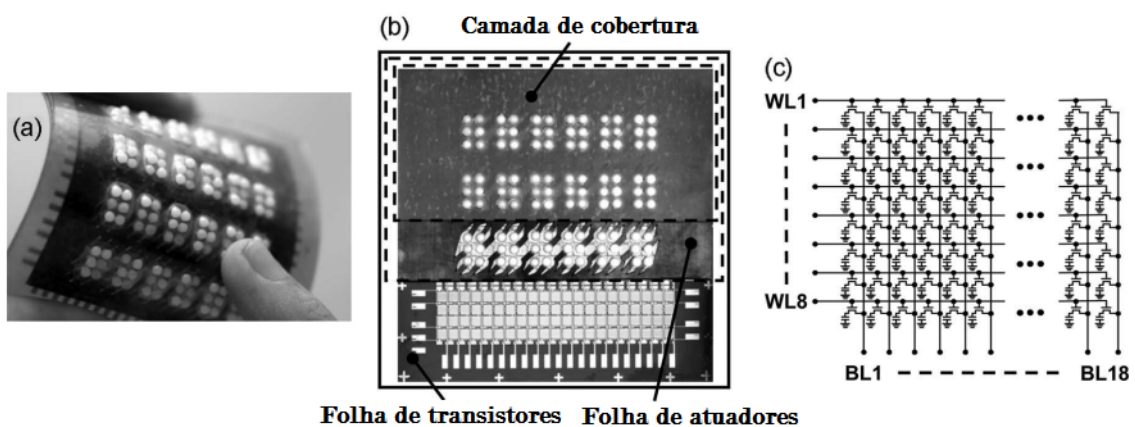 (a)
(b)
Camada de cobertura
Folha de transistores
Folha de atuadores
(c)
WL1
WL8
BL1
BL18